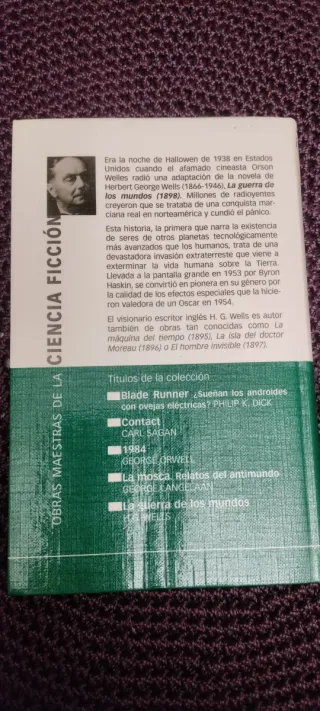 Era la noche de Hallowen de 1938 en Estados
Unidos cuando el afamado cineasta Orson
Welles radió una adaptación de la novela de
Herbert George Wells (1866-1946), La guerra de
los mundos (1898). Millones de radioyentes
creyeron que se trataba de una conquista mar-
ciana real en norteamérica y cundió el pánico.
Esta historia, la primera que narra la existencia
de seres de otros planetas tecnológicamente
más avanzados que los humanos, trata de una
devastadora invasión extraterreste que viene a
exterminar la vida humana sobre la Tierra.
Llevada a la pantalla grande en 1953 por Byron
Haskin, se convirtió en pionera en su género por
la calidad de los efectos especiales que la hicie-
ron valedora de un Oscar en 1954.
El visionario escritor inglés H. G. Wells es autor
también de obras tan conocidas como La
máquina del tiempo (1895), La isla del doctor
Moreau (1896) o El hombre invisible (1897).
OBRAS MAESTRAS DE LA CIENCIA FICCIÓN
Títulos de la colección
Blade Runner ¿Sueñan los androides
con ovejas eléctricas? PHILIP K. DICK
Contact
CARL SAGAN
1984
GEORGE ORWELL
La mosca. Relatos del antimundo
GEORGE LANGELAAN
La guerra de los mundos
H. G. WELLS